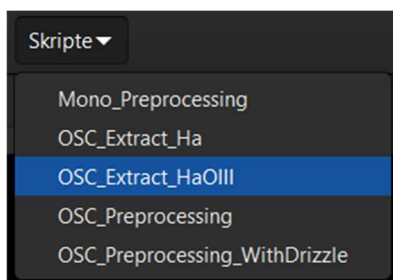 Skripte
Mono_Preprocessing
OSC_Extract_Ha
OSC_Extract_HaOIII
OSC_Preprocessing
OSC_Preprocessing_WithDrizzle